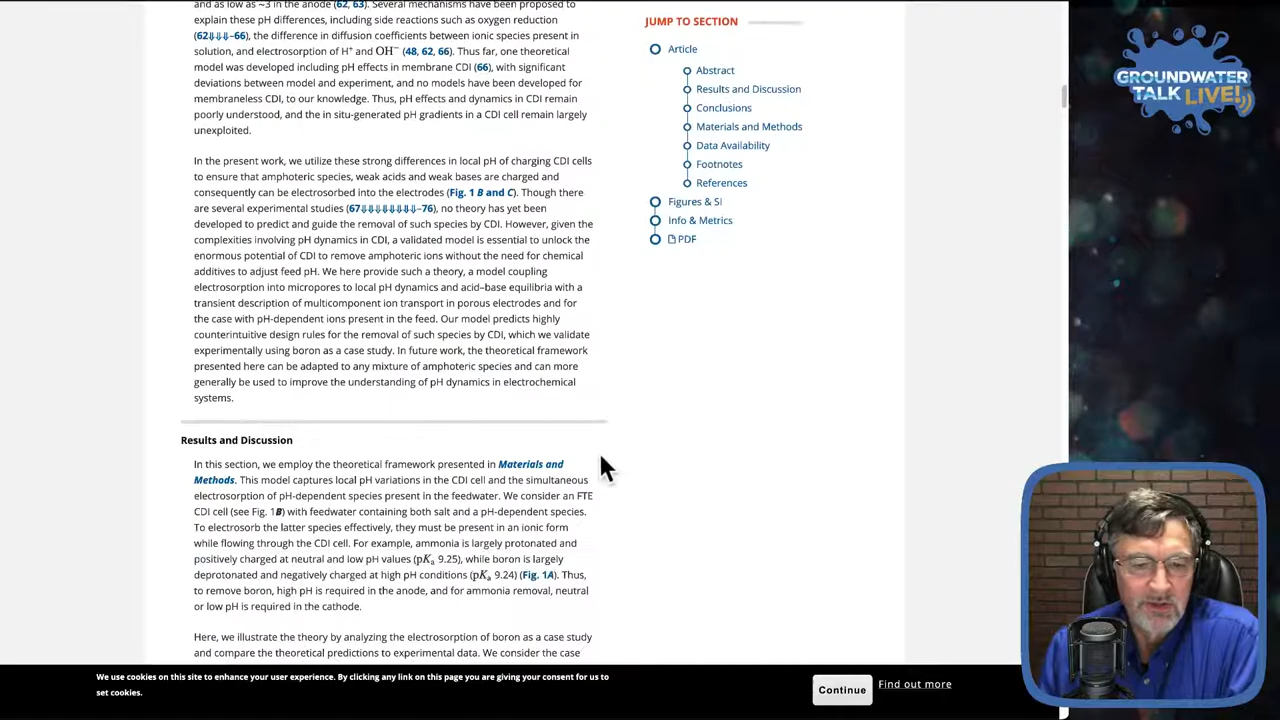 and as low as ~3 in the anode (62, 63). Several mechanisms have been proposed to
explain these pH differences, including side reactions such as oxygen reduction
(62⇓⇓⇓–66), the difference in diffusion coefficients between ionic species present in
solution, and electrosorption of H⁺ and OH⁻ (48, 62, 66). Thus far, one theoretical
model was developed including pH effects in membrane CDI (66), with significant
deviations between model and experiment, and no models have been developed for
membraneless CDI, to our knowledge. Thus, pH effects and dynamics in CDI remain
poorly understood, and the in situ-generated pH gradients in a CDI cell remain largely
unexploited.
In the present work, we utilize these strong differences in local pH of charging CDI cells
to ensure that amphoteric species, weak acids and weak bases are charged and
consequently can be electrosorbed into the electrodes (Fig. 1 B and C). Though there
are several experimental studies (67⇓⇓⇓⇓⇓⇓⇓⇓–76), no theory has yet been
developed to predict and guide the removal of such species by CDI. However, given the
complexities involving pH dynamics in CDI, a validated model is essential to unlock the
enormous potential of CDI to remove amphoteric ions without the need for chemical
additives to adjust feed pH. We here provide such a theory, a model coupling
electrosorption into micropores to local pH dynamics and acid–base equilibria with a
transient description of multicomponent ion transport in porous electrodes and for
the case with pH-dependent ions present in the feed. Our model predicts highly
counterintuitive design rules for the removal of such species by CDI, which we validate
experimentally using boron as a case study. In future work, the theoretical framework
presented here can be adapted to any mixture of amphoteric species and can more
generally be used to improve the understanding of pH dynamics in electrochemical
systems.
Results and Discussion
In this section, we employ the theoretical framework presented in Materials and
Methods. This model captures local pH variations in the CDI cell and the simultaneous
electrosorption of pH-dependent species present in the feedwater. We consider an FTE
CDI cell (see Fig. 1B) with feedwater containing both salt and a pH-dependent species.
To electrosorb the latter species effectively, they must be present in an ionic form
while flowing through the CDI cell. For example, ammonia is largely protonated and
positively charged at neutral and low pH values (pKa 9.25), while boron is largely
deprotonated and negatively charged at high pH conditions (pKa 9.24) (Fig. 1A). Thus,
to remove boron, high pH is required in the anode, and for ammonia removal, neutral
or low pH is required in the cathode.
Here, we illustrate the theory by analyzing the electrosorption of boron as a case study
and compare the theoretical predictions to experimental data. We consider the case
JUMP TO SECTION
Article
Abstract
Results and Discussion
Conclusions
Materials and Methods
Data Availability
Footnotes
References
Figures & SI
Info & Metrics
PDF
GROUNDWATER
TALK LIVE!
We use cookies on this site to enhance your user experience. By clicking any link on this page you are giving your consent for us to
set cookies.
Continue
Find out more